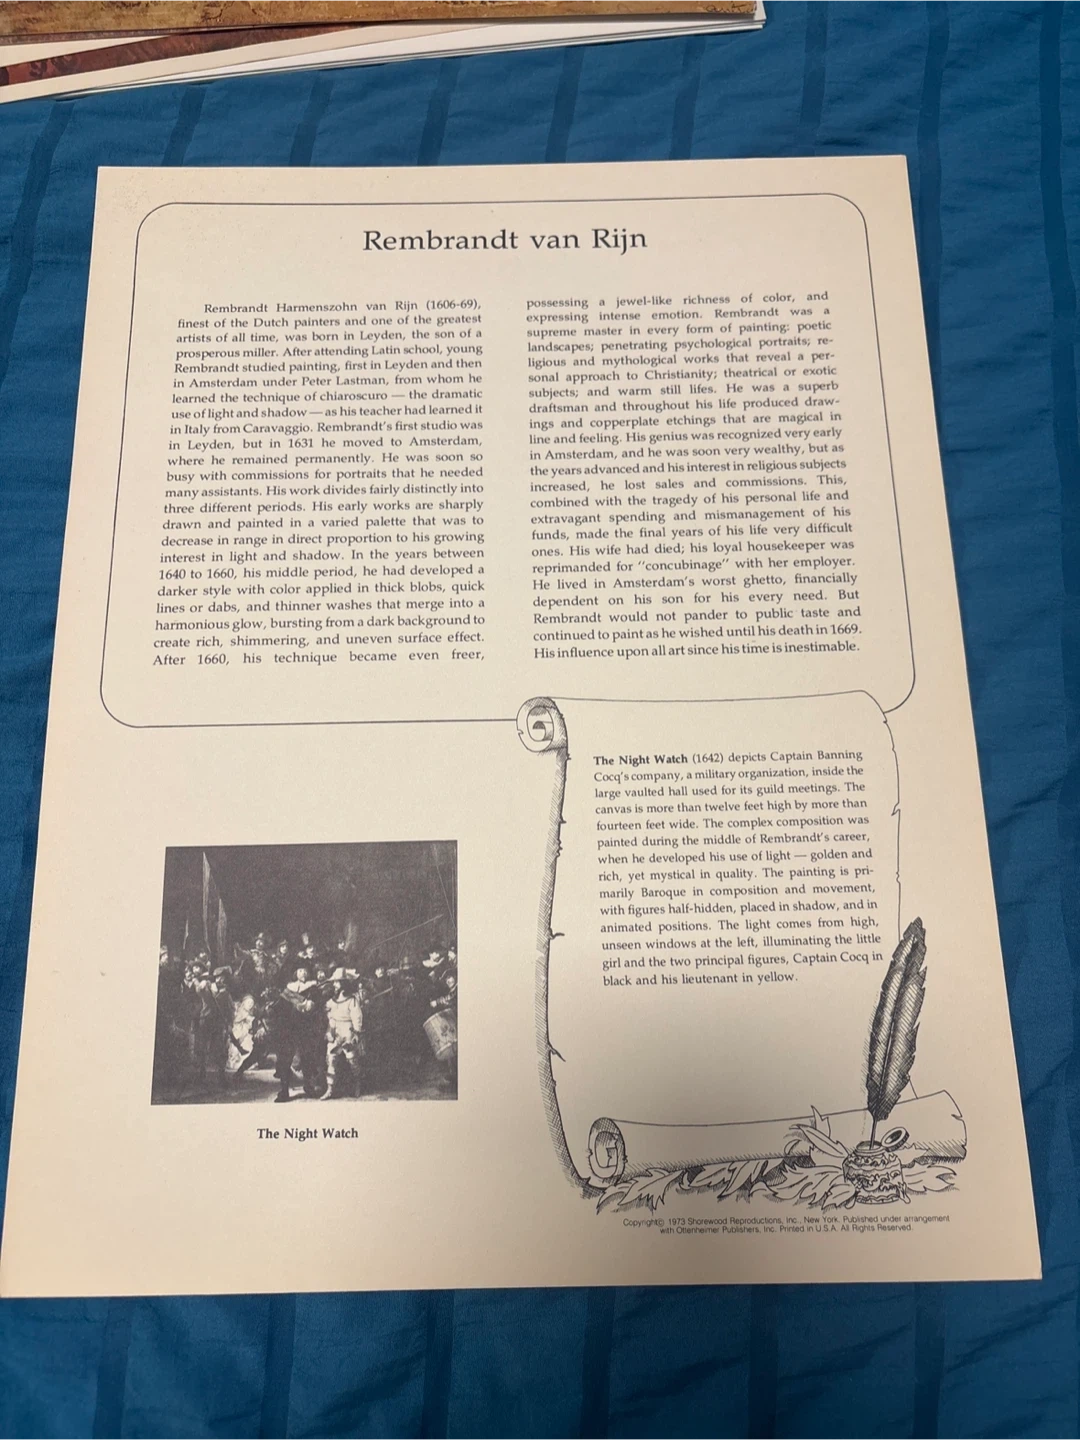 Rembrandt van Rijn
Rembrandt Harmenszohn van Rijn (1606-69),
finest of the Dutch painters and one of the greatest
artists of all time, was born in Leyden, the son of a
prosperous miller. After attending Latin school, young
Rembrandt studied painting, first in Leyden and then
in Amsterdam under Peter Lastman, from whom he
learned the technique of chiaroscuro — the dramatic
use of light and shadow — as his teacher had learned it
in Italy from Caravaggio. Rembrandt's first studio was
in Leyden, but in 1631 he moved to Amsterdam,
where he remained permanently. He was soon so
busy with commissions for portraits that he needed
many assistants. His work divides fairly distinctly into
three different periods. His early works are sharply
drawn and painted in a varied palette that was to
decrease in range in direct proportion to his growing
interest in light and shadow. In the years between
1640 to 1660, his middle period, he had developed a
darker style with color applied in thick blobs, quick
lines or dabs, and thinner washes that merge into a
harmonious glow, bursting from a dark background to
create rich, shimmering, and uneven surface effect.
After 1660, his technique became even freer,
possessing a jewel-like richness of color, and
expressing intense emotion. Rembrandt was a
supreme master in every form of painting: poetic
landscapes; penetrating psychological portraits; re-
ligious and mythological works that reveal a per-
sonal approach to Christianity; theatrical or exotic
subjects; and warm still lifes. He was a superb
draftsman and throughout his life produced draw-
ings and copperplate etchings that are magical in
line and feeling. His genius was recognized very early
in Amsterdam, and he was soon very wealthy, but as
the years advanced and his interest in religious subjects
increased, he lost sales and commissions. This,
combined with the tragedy of his personal life and
extravagant spending and mismanagement of his
funds, made the final years of his life very difficult
ones. His wife had died; his loyal housekeeper was
reprimanded for "concubinage" with her employer.
He lived in Amsterdam's worst ghetto, financially
dependent on his son for his every need. But
Rembrandt would not pander to public taste and
continued to paint as he wished until his death in 1669.
His influence upon all art since his time is inestimable.
The Night Watch (1642) depicts Captain Banning
Cocq's company, a military organization, inside the
large vaulted hall used for its guild meetings. The
canvas is more than twelve feet high by more than
fourteen feet wide. The complex composition was
painted during the middle of Rembrandt's career,
when he developed his use of light — golden and
rich, yet mystical in quality. The painting is pri-
marily Baroque in composition and movement,
with figures half-hidden, placed in shadow, and in
animated positions. The light comes from high,
unseen windows at the left, illuminating the little
girl and the two principal figures, Captain Cocq in
black and his lieutenant in yellow.
The Night Watch
Copyright© 1973 Shorewood Reproductions, Inc., New York. Published under arrangement
with Ottenheimer Publishers, Inc. Printed in U.S.A. All Rights Reserved.